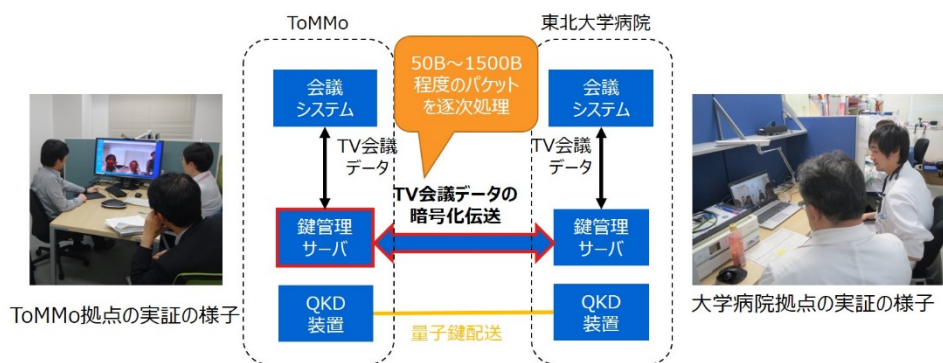 ToMMo
東北大学病院
50B～1500B
程度のパケット
を逐次処理
会議
システム
会議
システム
TV会議
データ
TV会議
データ
TV会議データの
暗号化伝送
鍵管理
サーバ
鍵管理
サーバ
ToMMo拠点の実証の様子
大学病院拠点の実証の様子
QKD
装置
量子鍵配送
QKD
装置